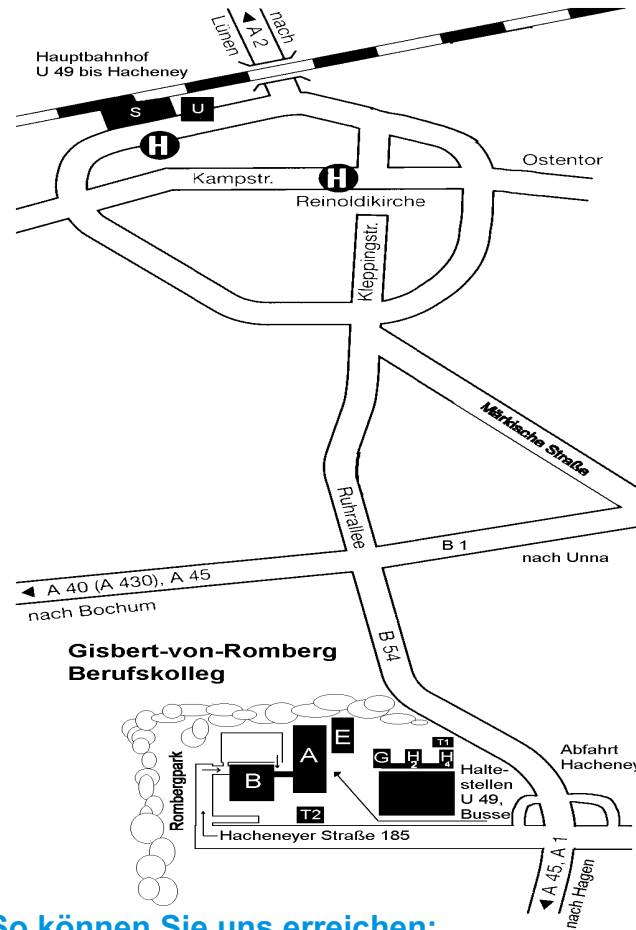 nach
A 2
Lünen
Hauptbahnhof
U 49 bis Hacheney
S
U
H
Ostentor
Kampstr.
H
Reinoldikirche
Kleppingstr.
Märkische Straße
Ruhrallee
B 1
nach Unna
A 40 (A 430), A 45
nach Bochum
B 54
Gisbert-von-Romberg
Berufskolleg
Rombergpark
A
E
B
T2
G
H
2
T1
H
4
Halte-
stellen
U 49,
Busse
Abfahrt
Hacheney
Hacheneyer Straße 185
A 45, A 1
nach Hagen
So können Sie uns erreichen: